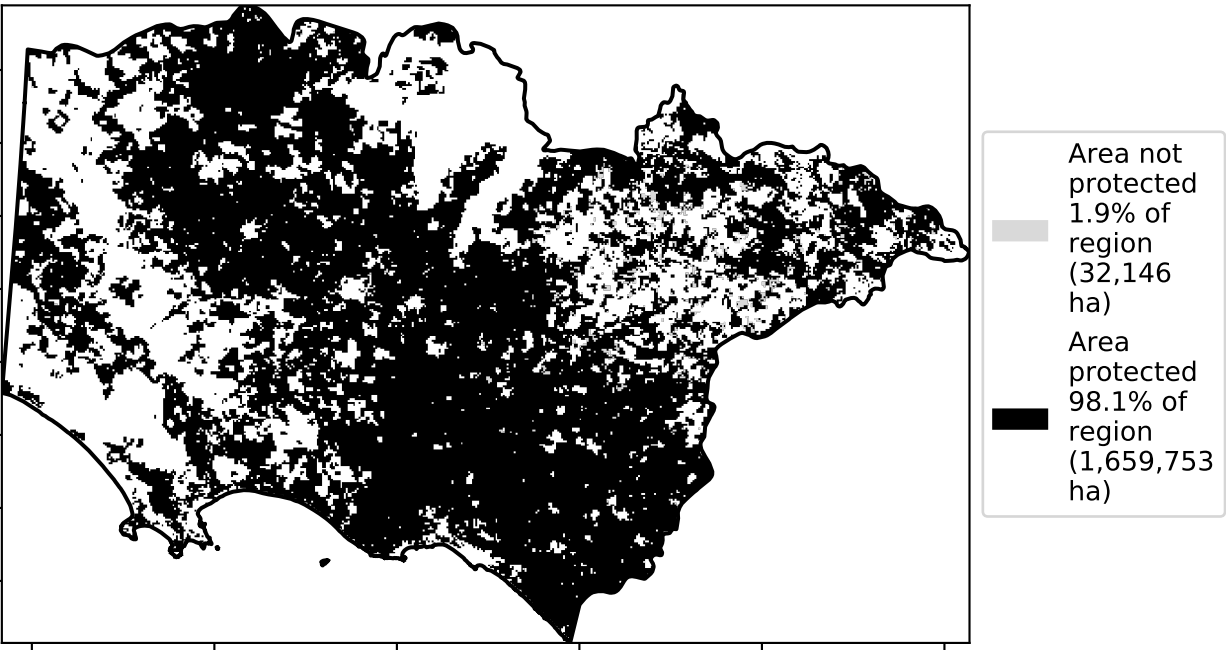 Area not
protected
1.9% of
region
(32,146
ha)
Area
protected
98.1% of
region
(1,659,753
ha)